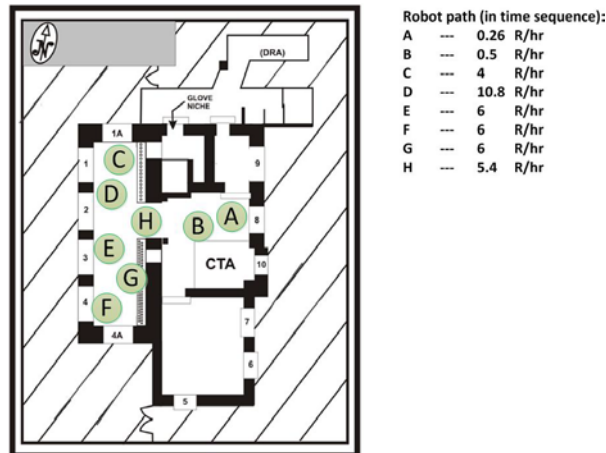 Robot path (in time sequence):
A --- 0.26 R/hr
B --- 0.5 R/hr
C --- 4 R/hr
D --- 10.8 R/hr
E --- 6 R/hr
F --- 6 R/hr
G --- 6 R/hr
H --- 5.4 R/hr
N
(DRA)
GLOVE
NICHE
1A
1
C
9
D
2
H
B
A
8
E
3
CTA
10
G
4
F
4A
7
6
5